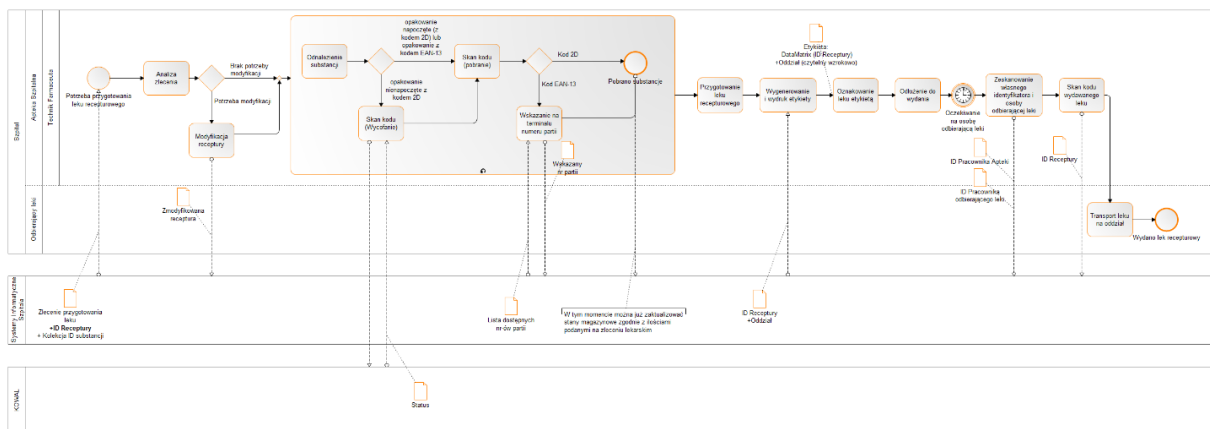 Szpital
Apteka Szpitalna
Technik Farmaceuta
Odbierający leki
Potrzeba przygotowania
leku recepturowego
Analiza
zlecenia
Brak potrzeby
modyfikacji
Potrzeba modyfikacji
Modyfikacja
receptury
Odnalezienie
substancji
opakowanie
napoczęte (z
kodem 2D) lub
opakowanie z
kodem EAN-13
opakowanie
nienapoczęte z
kodem 2D
Skan kodu
(Wycofanie)
Skan kodu
(pobranie)
Kod 2D
Kod EAN-13
Wskazanie na
terminalu
numeru partii
Wskazany
nr partii
Pobrano substancje
Przygotowanie
leku
recepturowego
Wygenerowanie
i wydruk etykiety
Etykieta:
DataMatrix (ID Receptury)
+Oddział (czytelny wzrokowo)
Oznakowanie
leku etykietą
Odłożenie do
wydania
Oczekiwanie
na osobę
odbierającą leki
Zeskanowanie
własnego
identyfikatora i
osoby
odbierającej leki
Skan kodu
wydawanego
leku
ID Pracownika Apteki
ID Pracownika
odbierającego leki
ID Receptury
Transport leku
na oddział
Wydano lek recepturowy
Zmodyfikowana
receptura
Systemy Informatyczne
Szpitala
Zlecenie przygotowania
leku
+ID Receptury
+ Kolekcja ID substancji
Lista dostępnych
nr-ów partii
W tym momencie można już zaktualizować
stany magazynowe zgodnie z ilościami
podanymi na zleceniu lekarskim
ID Receptury
+Oddział
KOWAL
Status